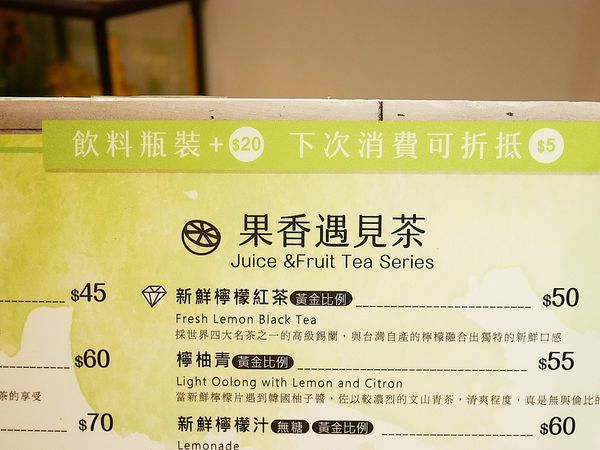 飲料瓶裝+$20 下次消費可折抵$5
果香遇見茶
Juice &Fruit Tea Series
$45
新鮮檸檬紅茶 黃金比例 $50
Fresh Lemon Black Tea
採世界四大名茶之一的高級錫蘭，與台灣自產的檸檬融合出獨特的新鮮口感
$60
檸柚青 黃金比例 $55
Light Oolong with Lemon and Citron
茶的享受
當新鮮檸檬片遇到韓國柚子醬，佐以較濃烈的文山青茶，清爽程度，真是無與倫比的
$70
新鮮檸檬汁 無糖 黃金比例 $60
Lemonade